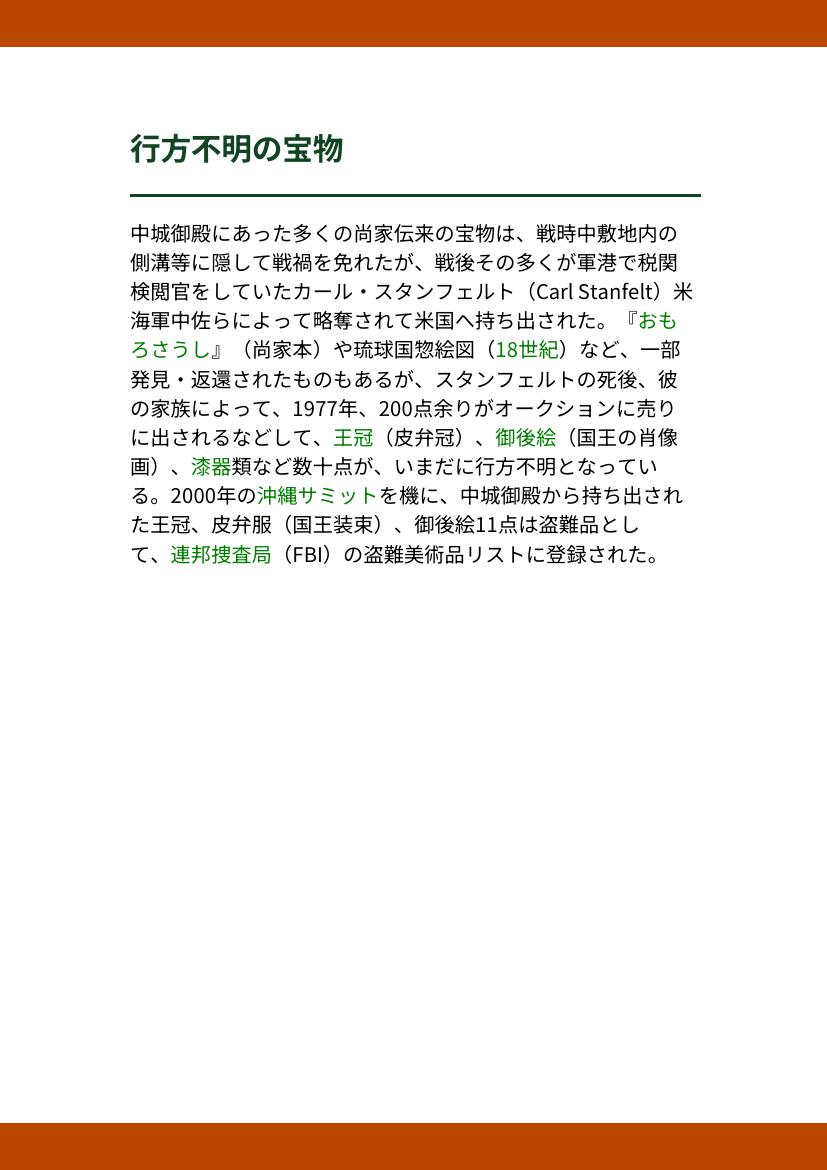 行方不明の宝物
中城御殿にあった多くの尚家伝来の宝物は、戦時中敷地内の
側溝等に隠して戦禍を免れたが、戦後その多くが軍港で税関
検閲官をしていたカール・スタンフェルト（Carl Stanfelt）米
海軍中佐らによって略奪されて米国へ持ち出された。『おも
ろさうし』（尚家本）や琉球国惣絵図（18世紀）など、一部
発見・返還されたものもあるが、スタンフェルトの死後、彼
の家族によって、1977年、200点余りがオークションに売り
に出されるなどして、王冠（皮弁冠）、御後絵（国王の肖像
画）、漆器類など数十点が、いまだに行方不明となってい
る。2000年の沖縄サミットを機に、中城御殿から持ち出され
た王冠、皮弁服（国王装束）、御後絵11点は盗難品とし
て、連邦捜査局（FBI）の盗難美術品リストに登録された。